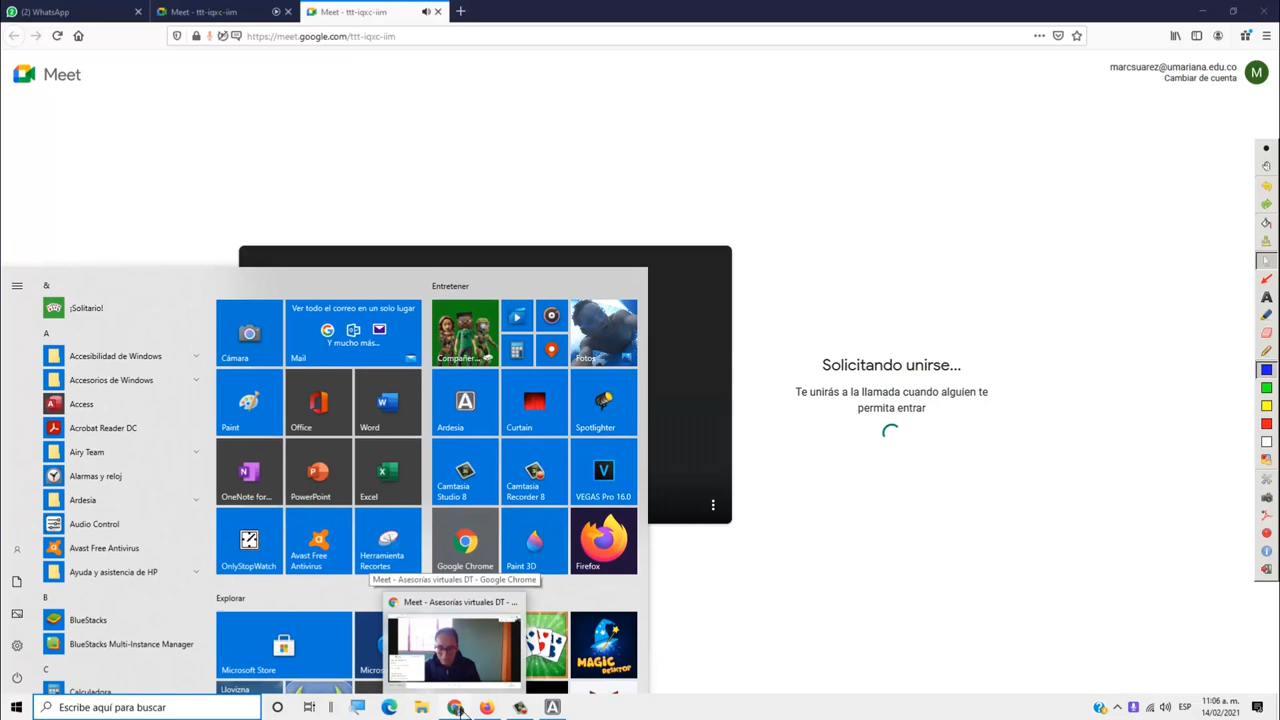 (2) WhatsApp
Meet - ttt-iqxc-iim
Meet - ttt-iqxc-iim
https://meet.google.com/ttt-iqxc-iim
Meet
marcsuarez@umariana.edu.co
Cambiar de cuenta
M
Solicitando unirse...
Te unirás a la llamada cuando alguien te
permita entrar
&
¡Solitario!
A
Accesibilidad de Windows
Accesorios de Windows
Access
Acrobat Reader DC
Airy Team
Alarmas y reloj
Ardesia
Audio Control
Avast Free Antivirus
Ayuda y asistencia de HP
B
BlueStacks
BlueStacks Multi-Instance Manager
C
Calculadora
Ver todo el correo en un solo lugar
Y mucho más...
Cámara
Mail
Paint
Office
Word
OneNote for...
PowerPoint
Excel
OnlyStopWatch
Avast Free
Antivirus
Herramienta
Recortes
Entretener
Compañer...
Fotos
Ardesia
Curtain
Spotlighter
Camtasia
Studio 8
Camtasia
Recorder 8
VEGAS Pro 16.0
Google Chrome
Paint 3D
Firefox
Meet - Asesorías virtuales DT - Google Chrome
Explorar
Meet - Asesorías virtuales DT - ...
Microsoft Store
MAGIC
DESKTOP
Llovizna
Escribe aquí para buscar
ESP
11:06 a. m.
14/02/2021